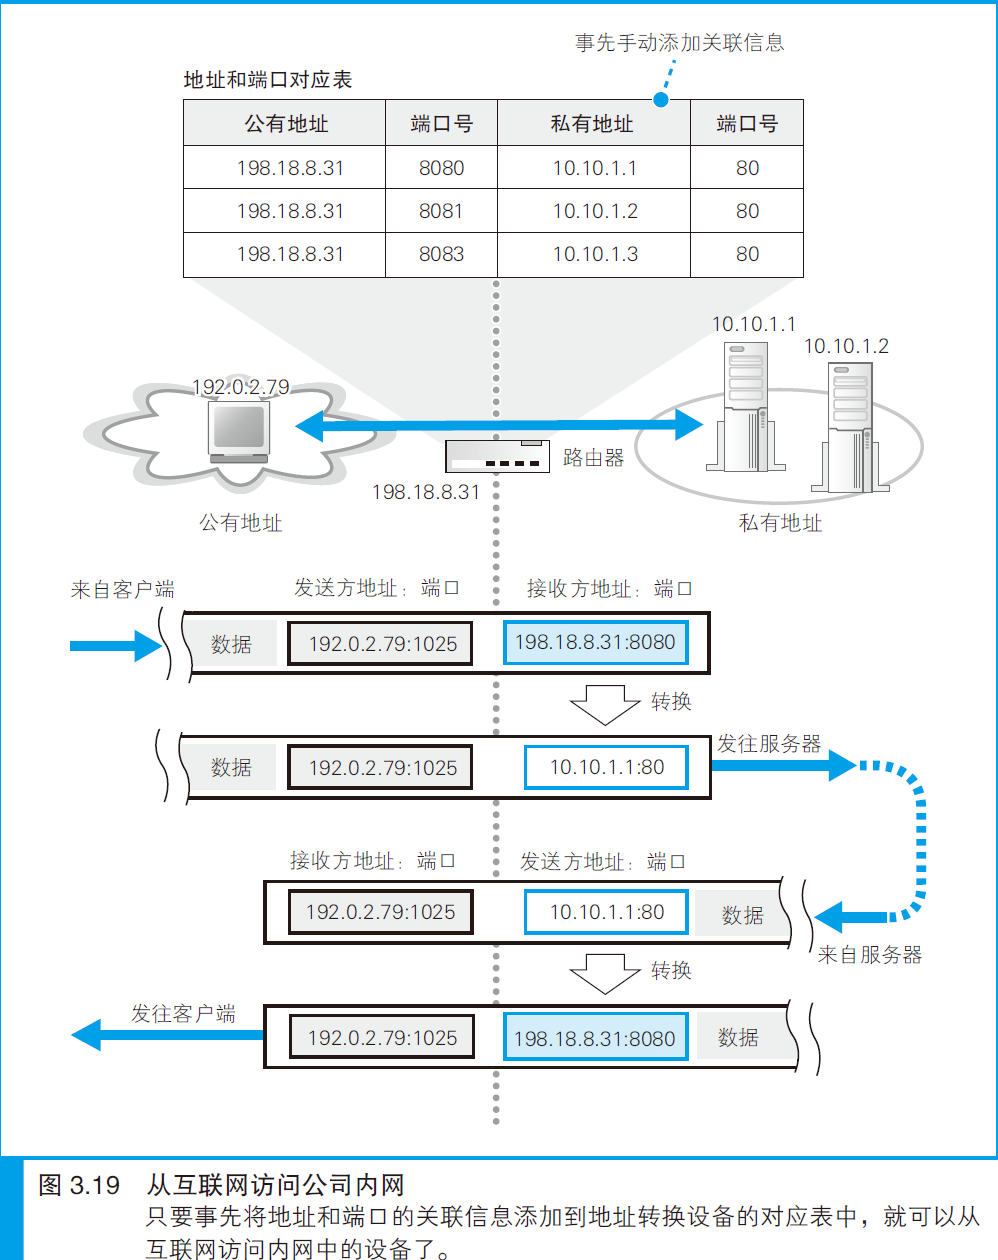 事先手动添加关联信息
地址和端口对应表
公有地址 端口号 私有地址 端口号
198.18.8.31 8080 10.10.1.1 80
198.18.8.31 8081 10.10.1.2 80
198.18.8.31 8083 10.10.1.3 80
10.10.1.1
10.10.1.2
192.0.2.79
路由器
198.18.8.31
公有地址 私有地址
来自客户端 发送方地址：端口 接收方地址：端口
数据 192.0.2.79:1025 198.18.8.31:8080
转换
发往服务器
数据 192.0.2.79:1025 10.10.1.1:80
接收方地址：端口 发送方地址：端口
192.0.2.79:1025 10.10.1.1:80 数据
来自服务器
转换
发往客户端
192.0.2.79:1025 198.18.8.31:8080 数据
图 3.19 从互联网访问公司内网
只要事先将地址和端口的关联信息添加到地址转换设备的对应表中，就可以从
互联网访问内网中的设备了。